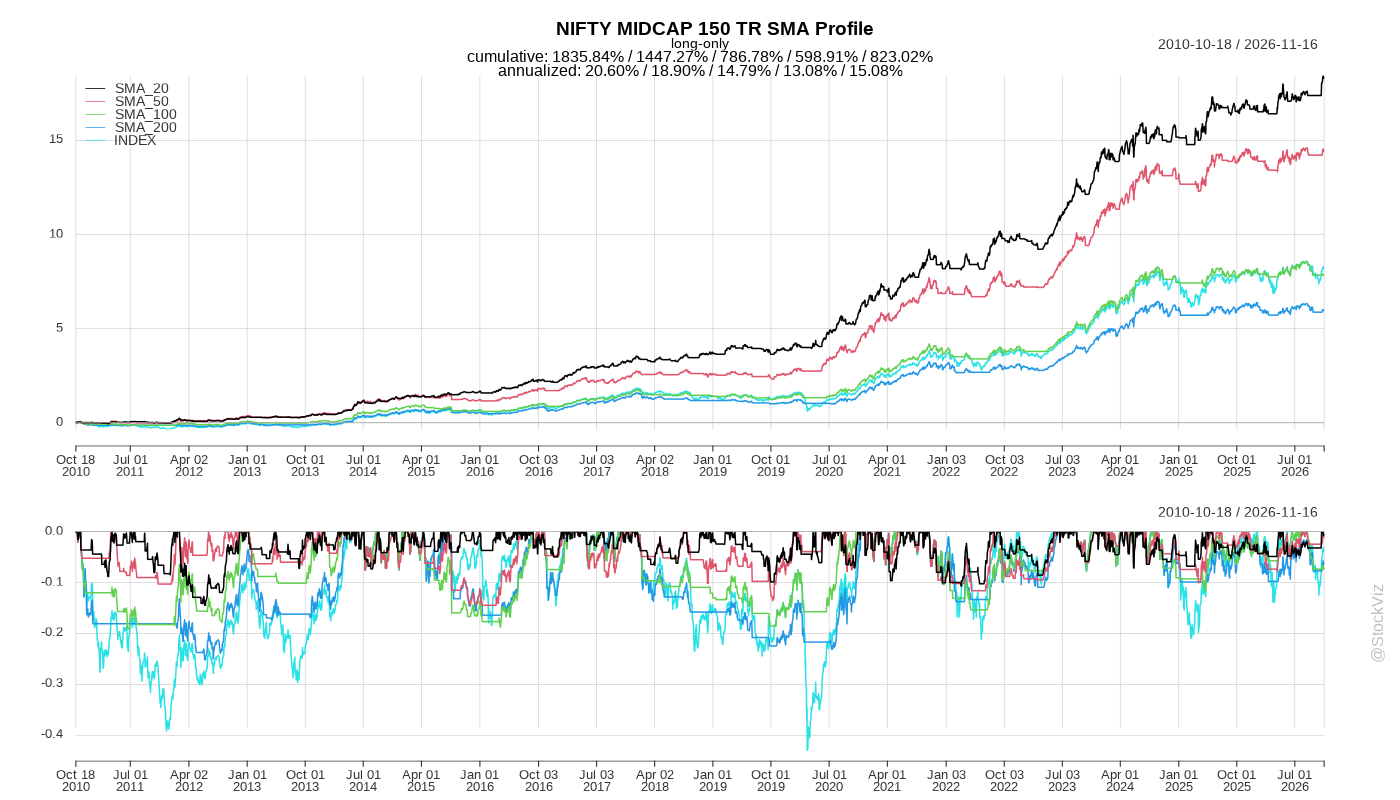 NIFTY MIDCAP 150 TR SMA Profile
long-only
2010-10-18 / 2026-11-16
cumulative: 1835.84% / 1447.27% / 786.78% / 598.91% / 823.02%
annualized: 20.60% / 18.90% / 14.79% / 13.08% / 15.08%
SMA_20
SMA_50
SMA_100
SMA_200
INDEX
15
10
5
0
Oct 18 Jul 01 Apr 02 Jan 01 Oct 01 Jul 01 Apr 01 Jan 01 Oct 03 Jul 03 Apr 02 Jan 01 Oct 01 Jul 01 Apr 01 Jan 03 Oct 03 Jul 03 Apr 01 Jan 01 Oct 01 Jul 01
2010 2011 2012 2013 2013 2014 2015 2016 2016 2017 2018 2019 2019 2020 2021 2022 2022 2023 2024 2025 2025 2026
2010-10-18 / 2026-11-16
0.0
-0.1
-0.2
-0.3
-0.4
Oct 18 Jul 01 Apr 02 Jan 01 Oct 01 Jul 01 Apr 01 Jan 01 Oct 03 Jul 03 Apr 02 Jan 01 Oct 01 Jul 01 Apr 01 Jan 03 Oct 03 Jul 03 Apr 01 Jan 01 Oct 01 Jul 01
2010 2011 2012 2013 2013 2014 2015 2016 2016 2017 2018 2019 2019 2020 2021 2022 2022 2023 2024 2025 2025 2026
@StockViz